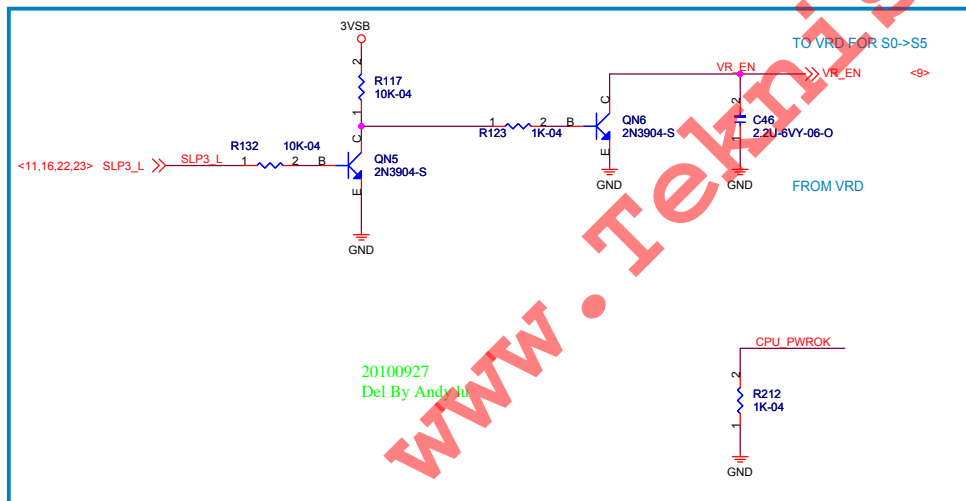 3VSB
TO VRD FOR S0->S5
2
R117
10K-04
1
VR_EN
VR_EN
<9>
C
2
C46
2.2U-6VY-06-O
1
R132
10K-04
C
R123
1
2
1K-04
B
QN6
2N3904-S
E
GND
GND
<11,16,22,23>
SLP3_L
SLP3_L
1
2
B
QN5
2N3904-S
E
GND
FROM VRD
CPU_PWROK
20100927
Del By Andy
2
R212
1K-04
1
GND
www.Teknis